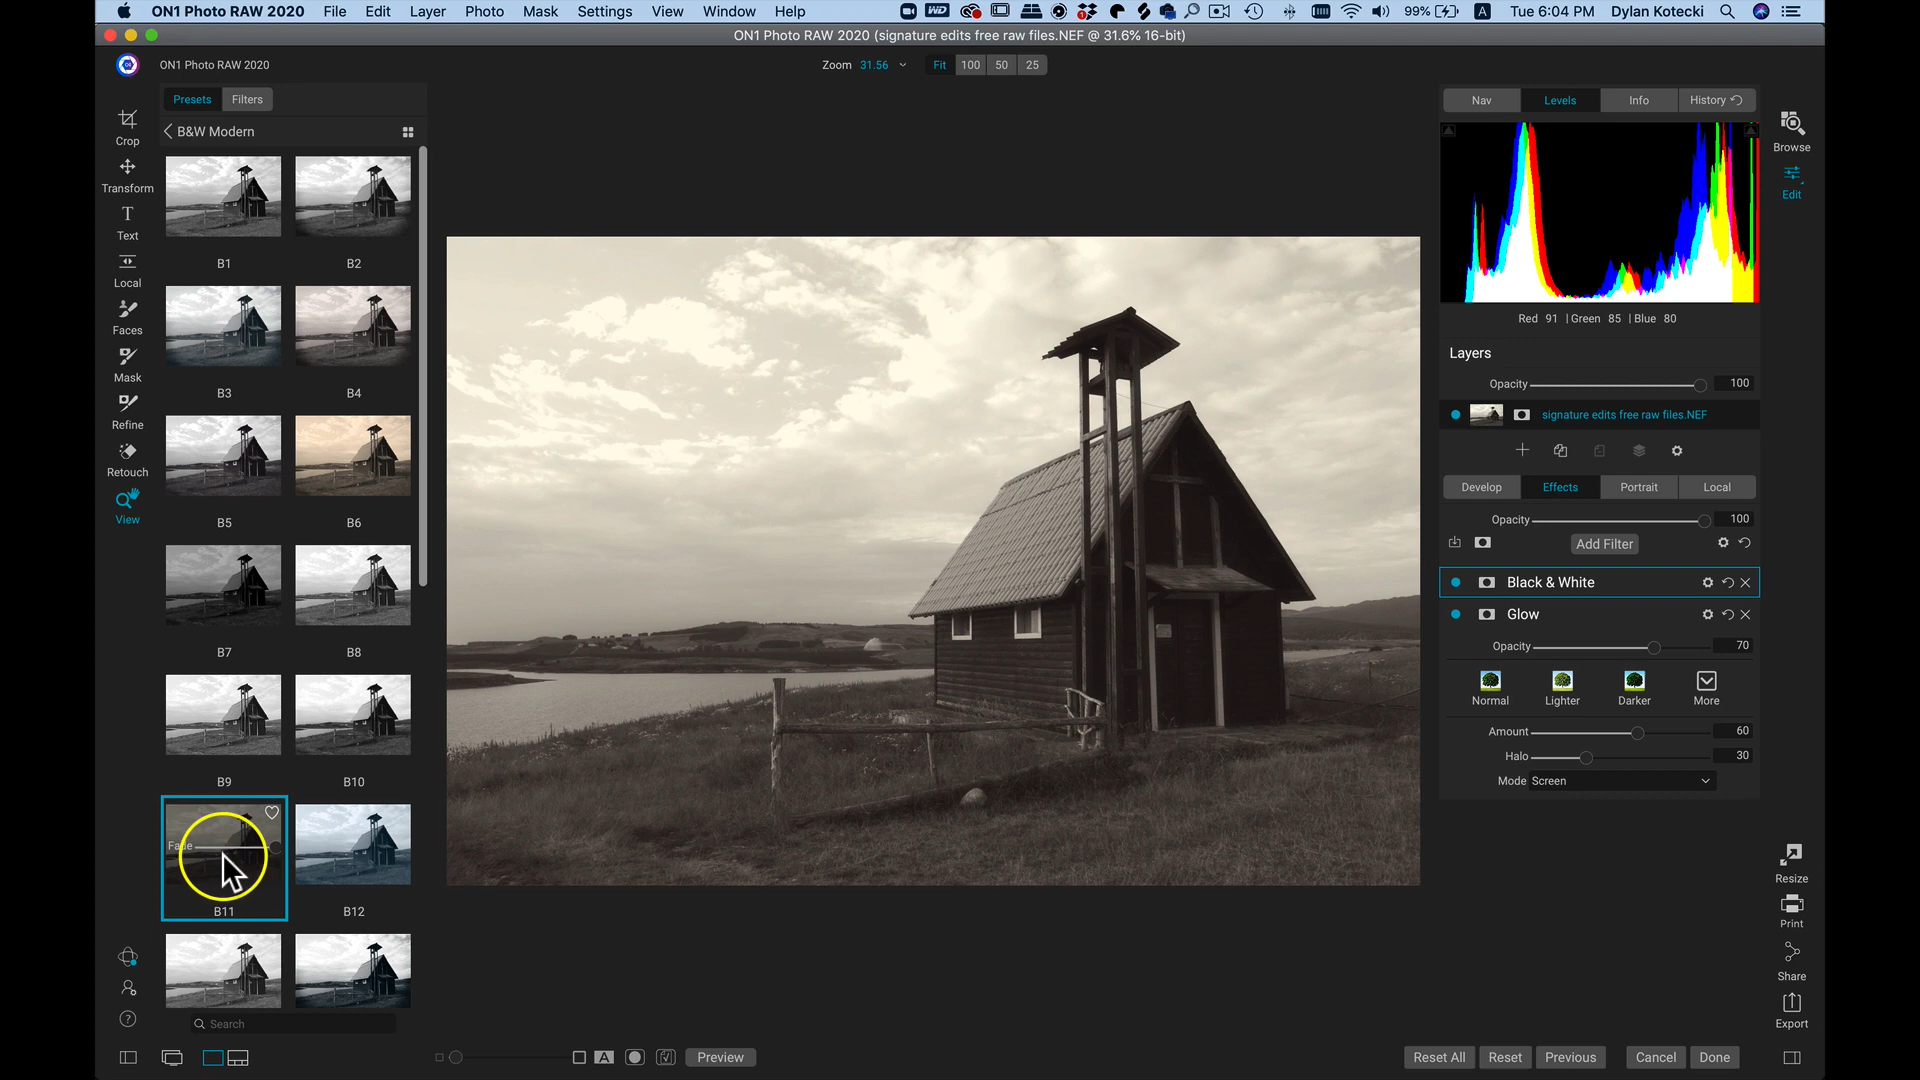 ON1 Photo RAW 2020 File Edit Layer Photo Mask Settings View Window Help 99% A Tue 6:04 PM Dylan Kotecki
ON1 Photo RAW 2020 (signature edits free raw files.NEF @ 31.6% 16-bit)
ON1 Photo RAW 2020
Zoom 31.56 Fit 100 50 25
Presets Filters
B&W Modern
Crop
Transform
Text
Local
Faces
Mask
Refine
Retouch
View
B1 B2
B3 B4
B5 B6
B7 B8
B9 B10
Fade
B11 B12
Search
A Preview
Nav Levels Info History
Red 91 | Green 85 | Blue 80
Layers
Opacity 100
signature edits free raw files.NEF
Develop Effects Portrait Local
Opacity 100
Add Filter
Black & White
Glow
Opacity 70
Normal Lighter Darker More
Amount 60
Halo 30
Mode Screen
Browse
Edit
Resize
Print
Share
Export
Reset All Reset Previous Cancel Done